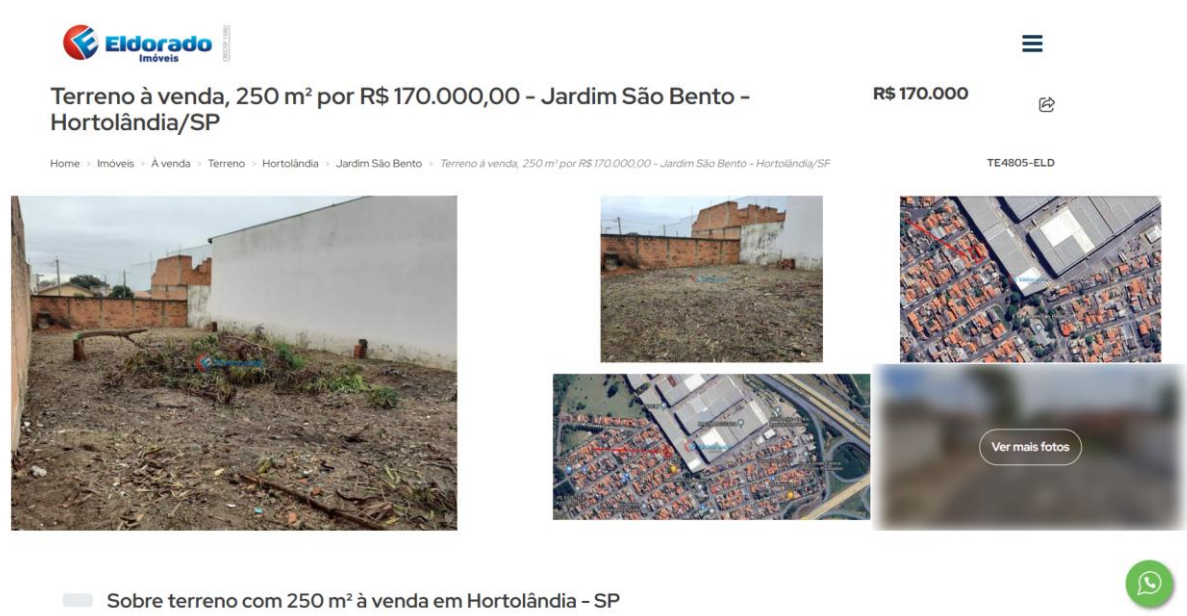 Eldorado
Imóveis
Terreno à venda, 250 m² por R$ 170.000,00 - Jardim São Bento -
Hortolândia/SP
R$ 170.000
Home > Imóveis > À venda > Terreno > Hortolândia > Jardim São Bento > Terreno à venda, 250 m² por R$ 170.000,00 - Jardim São Bento - Hortolândia/SP
TE4805-ELD
Ver mais fotos
Sobre terreno com 250 m² à venda em Hortolândia - SP